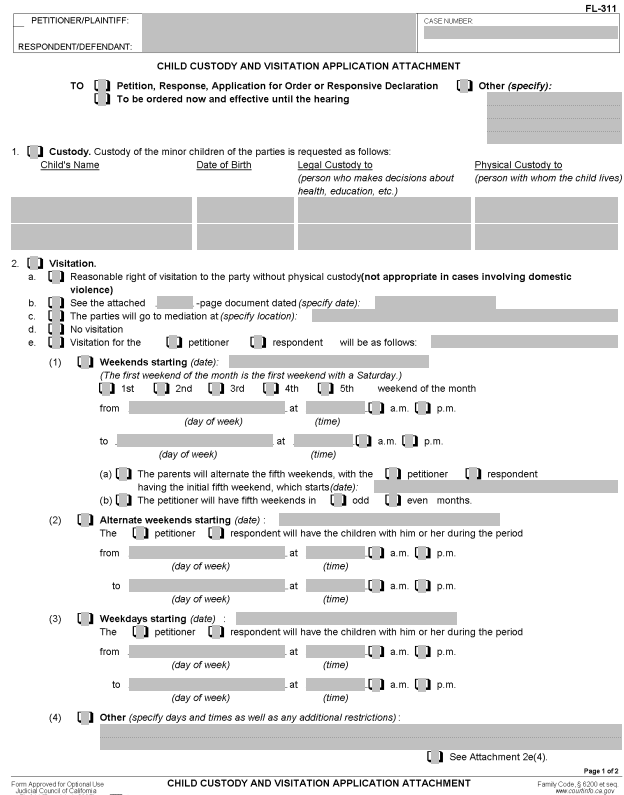 FL-311
PETITIONER/PLAINTIFF:
CASE NUMBER:
RESPONDENT/DEFENDANT:
CHILD CUSTODY AND VISITATION APPLICATION ATTACHMENT
TO Petition, Response, Application for Order or Responsive Declaration Other (specify):
To be ordered now and effective until the hearing
1. Custody. Custody of the minor children of the parties is requested as follows:
Child's Name Date of Birth Legal Custody to Physical Custody to
(person who makes decisions about (person with whom the child lives)
health, education, etc.)
2. Visitation.
a. Reasonable right of visitation to the party without physical custody(not appropriate in cases involving domestic
violence)
b. See the attached -page document dated (specify date):
c. The parties will go to mediation at (specify location):
d. No visitation
e. Visitation for the petitioner respondent will be as follows:
(1) Weekends starting (date):
(The first weekend of the month is the first weekend with a Saturday.)
1st 2nd 3rd 4th 5th weekend of the month
from at a.m. p.m.
(day of week) (time)
to at a.m. p.m.
(day of week) (time)
(a) The parents will alternate the fifth weekends, with the petitioner respondent
having the initial fifth weekend, which starts(date):
(b) The petitioner will have fifth weekends in odd even months.
(2) Alternate weekends starting (date) :
The petitioner respondent will have the children with him or her during the period
from at a.m. p.m.
(day of week) (time)
to at a.m. p.m.
(day of week) (time)
(3) Weekdays starting (date) :
The petitioner respondent will have the children with him or her during the period
from at a.m. p.m.
(day of week) (time)
to at a.m. p.m.
(day of week) (time)
(4) Other (specify days and times as well as any additional restrictions) :
See Attachment 2e(4).
Page 1 of 2
Form Approved for Optional Use CHILD CUSTODY AND VISITATION APPLICATION ATTACHMENT Family Code, § 6200 et seq.
Judicial Council of California www.courtinfo.ca.gov